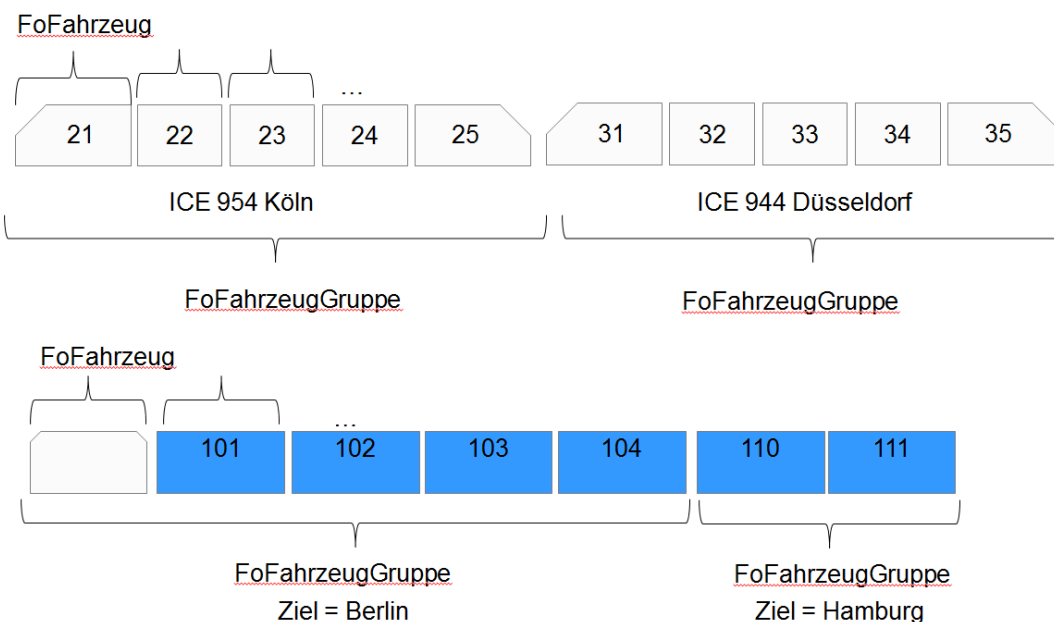 FoFahrzeug
...
21 22 23 24 25 31 32 33 34 35
ICE 954 Köln ICE 944 Düsseldorf
FoFahrzeugGruppe FoFahrzeugGruppe
FoFahrzeug
...
101 102 103 104 110 111
FoFahrzeugGruppe FoFahrzeugGruppe
Ziel = Berlin Ziel = Hamburg